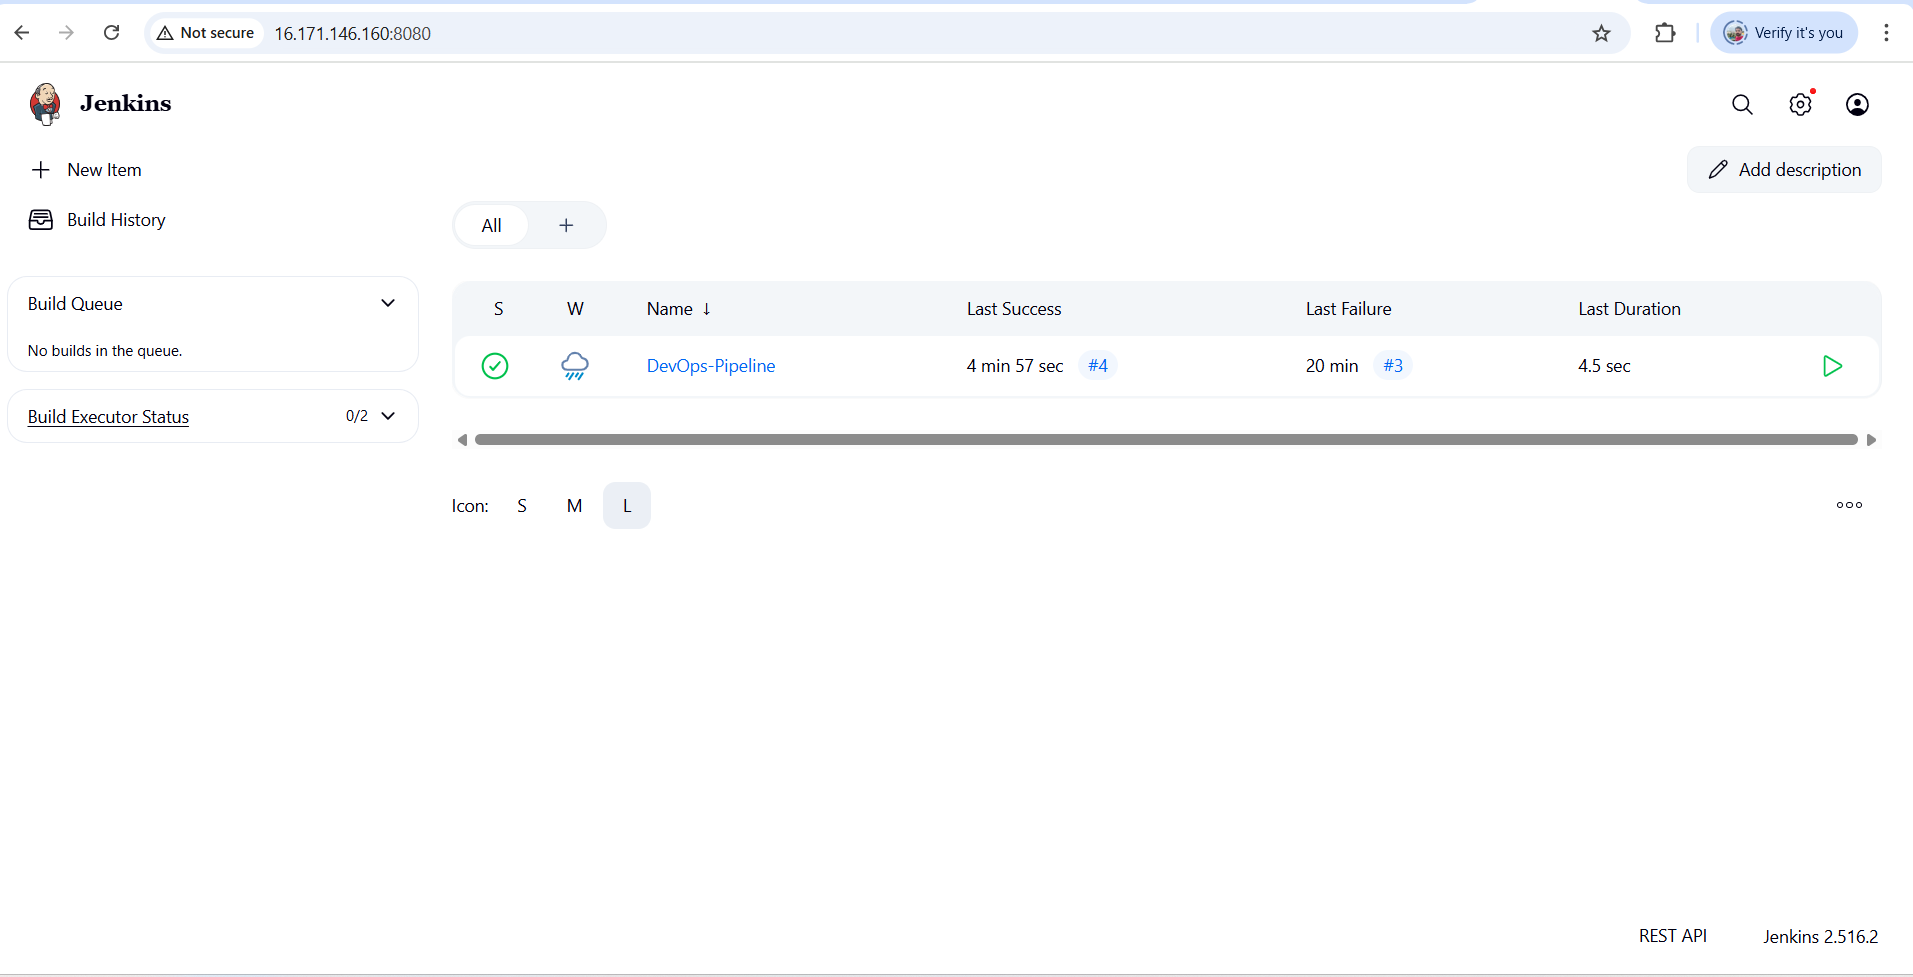 Not secure 16.171.146.160:8080 Verify it's you
Jenkins
New Item
Add description
Build History
All +
Build Queue
No builds in the queue.
Build Executor Status 0/2
S W Name ↓ Last Success Last Failure Last Duration
DevOps-Pipeline 4 min 57 sec #4 20 min #3 4.5 sec
Icon: S M L
REST API Jenkins 2.516.2